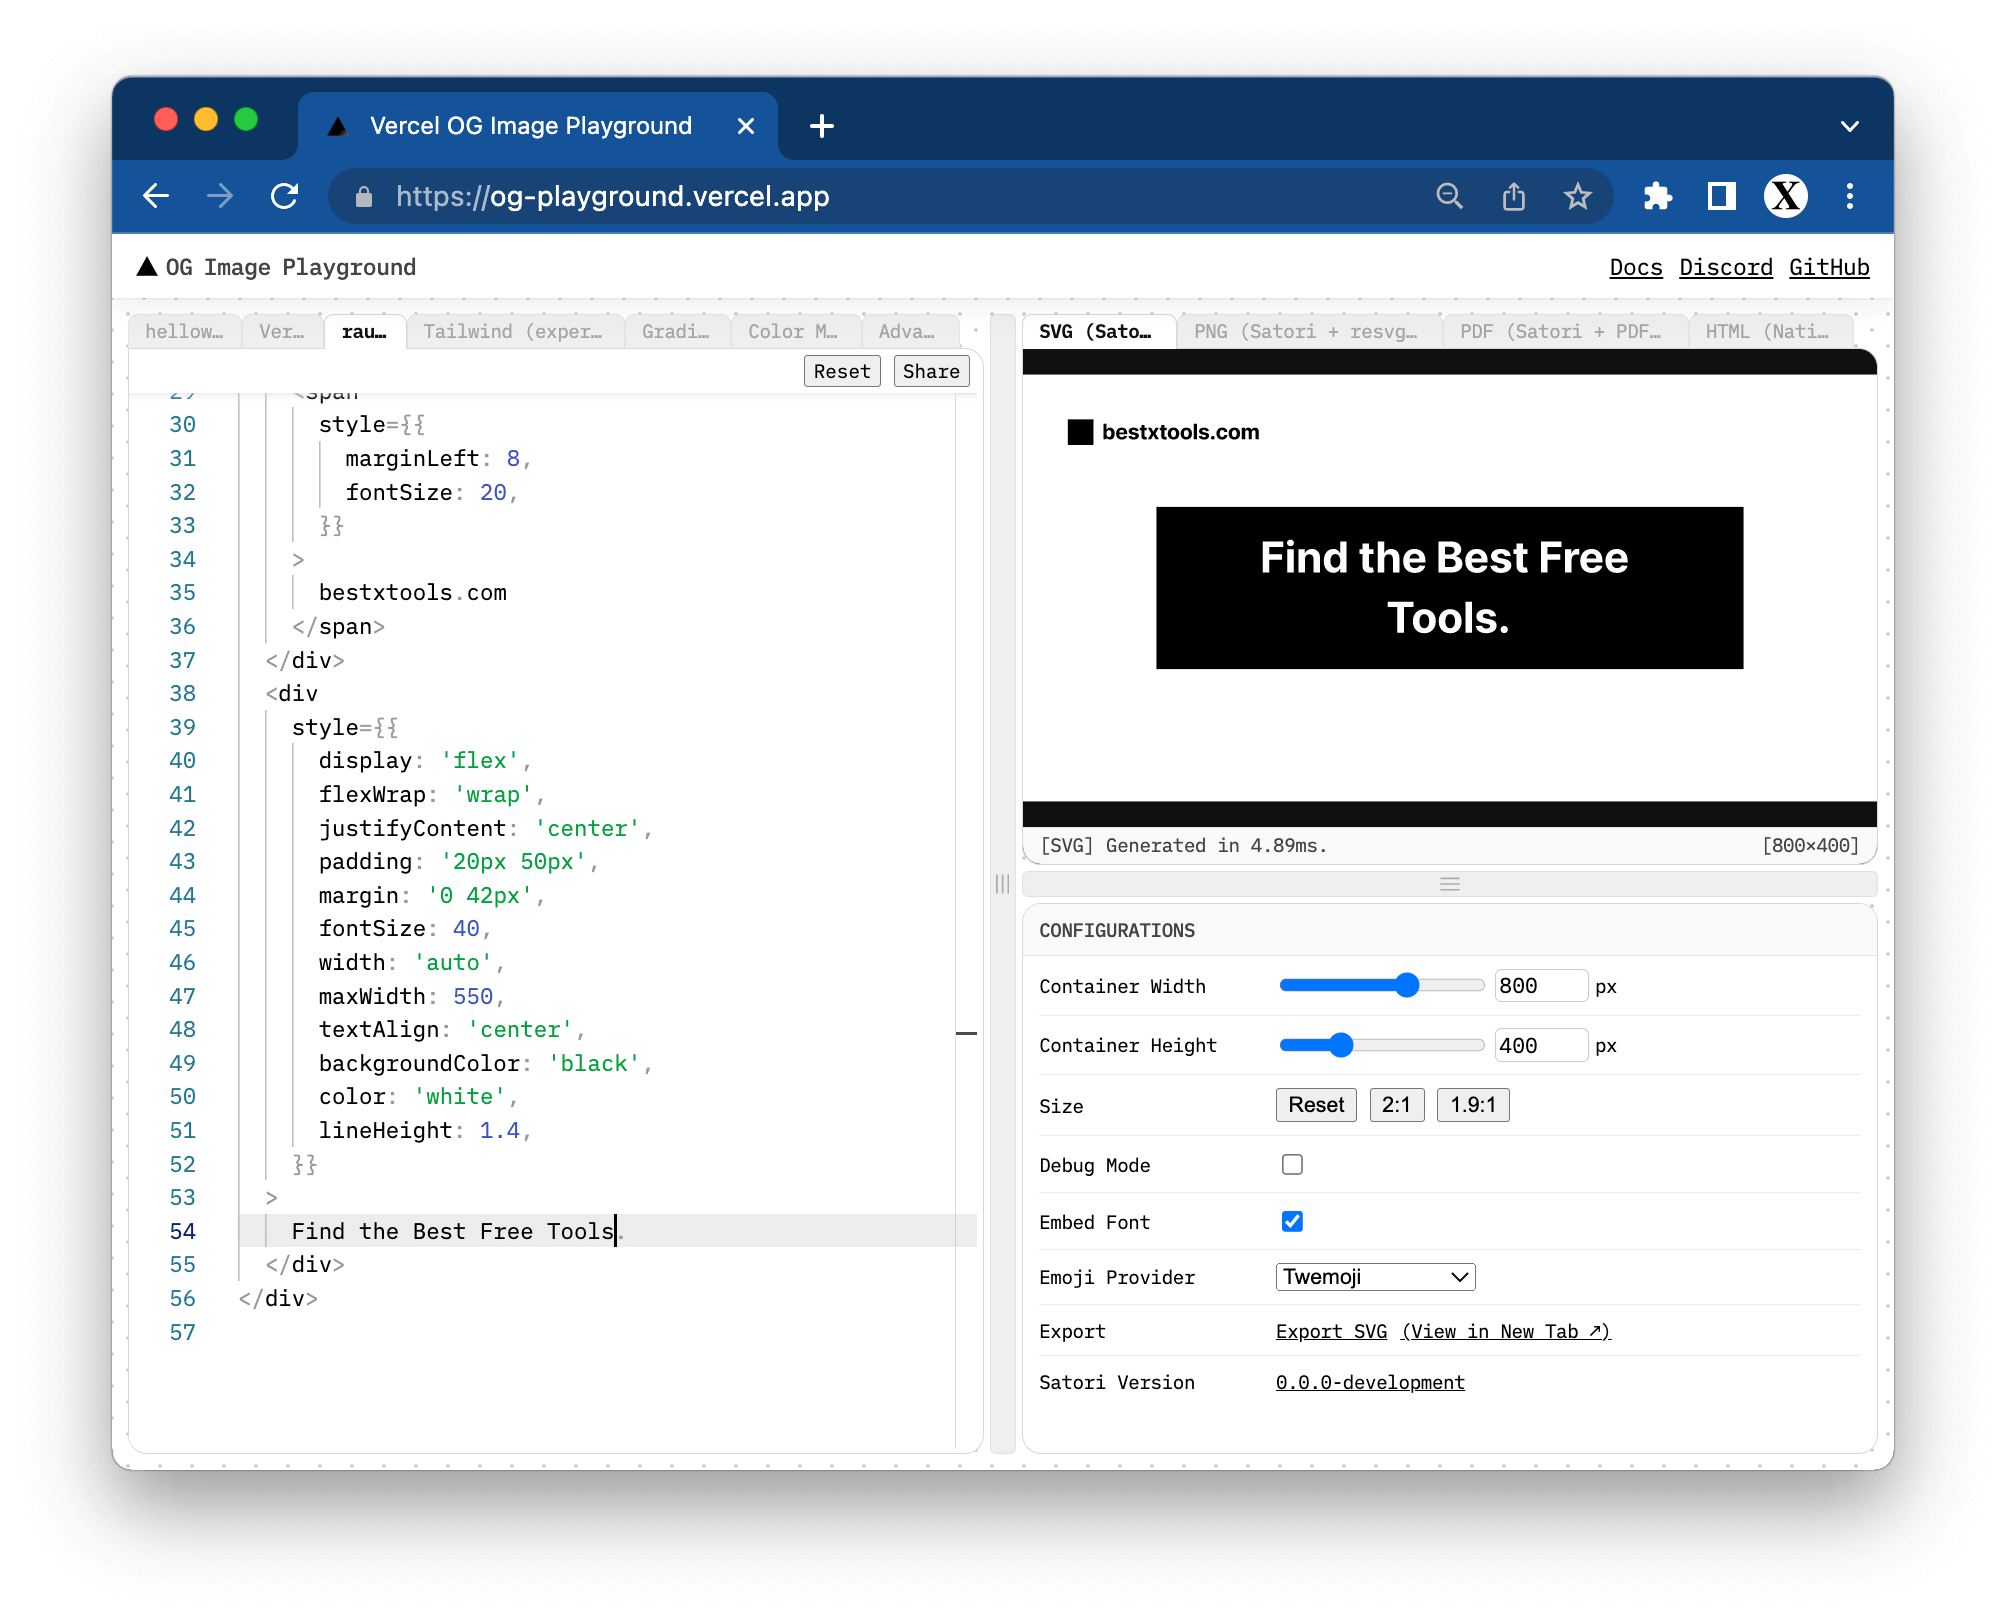 Vercel OG Image Playground
https://og-playground.vercel.app
X
OG Image Playground
Docs Discord GitHub
hellow… Ver… rau… Tailwind (exper… Gradi… Color M… Adva…
Reset Share
29 <span
30 style={{
31 marginLeft: 8,
32 fontSize: 20,
33 }}
34 >
35 bestxtools.com
36 </span>
37 </div>
38 <div
39 style={{
40 display: 'flex',
41 flexWrap: 'wrap',
42 justifyContent: 'center',
43 padding: '20px 50px',
44 margin: '0 42px',
45 fontSize: 40,
46 width: 'auto',
47 maxWidth: 550,
48 textAlign: 'center',
49 backgroundColor: 'black',
50 color: 'white',
51 lineHeight: 1.4,
52 }}
53 >
54 Find the Best Free Tools.
55 </div>
56 </div>
57
SVG (Sato… PNG (Satori + resvg… PDF (Satori + PDF… HTML (Nati…
bestxtools.com
Find the Best Free
Tools.
[SVG] Generated in 4.89ms. [800×400]
CONFIGURATIONS
Container Width 800 px
Container Height 400 px
Size Reset 2:1 1.9:1
Debug Mode
Embed Font
Emoji Provider Twemoji
Export Export SVG (View in New Tab ↗)
Satori Version 0.0.0-development